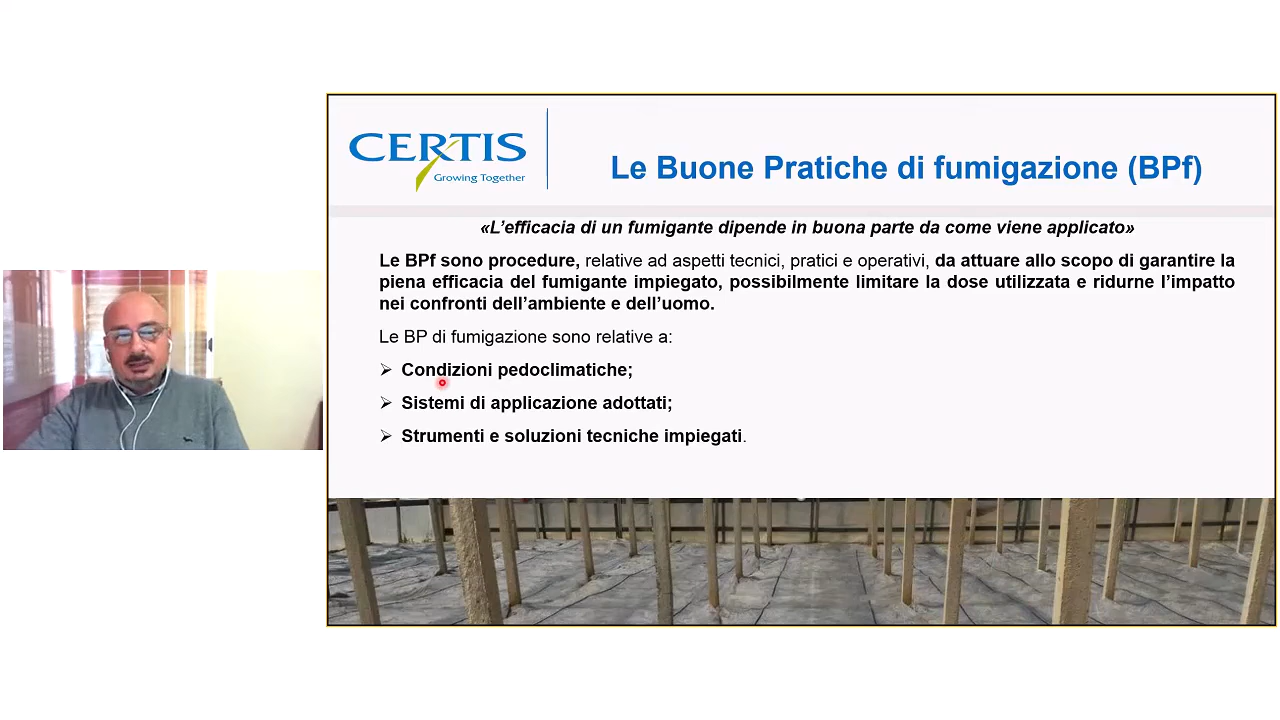 CERTIS
Growing Together
Le Buone Pratiche di fumigazione (BPf)
«L'efficacia di un fumigante dipende in buona parte da come viene applicato»
Le BPf sono procedure, relative ad aspetti tecnici, pratici e operativi, da attuare allo scopo di garantire la
piena efficacia del fumigante impiegato, possibilmente limitare la dose utilizzata e ridurne l'impatto
nei confronti dell'ambiente e dell'uomo.
Le BP di fumigazione sono relative a:
➢ Condizioni pedoclimatiche;
➢ Sistemi di applicazione adottati;
➢ Strumenti e soluzioni tecniche impiegati.